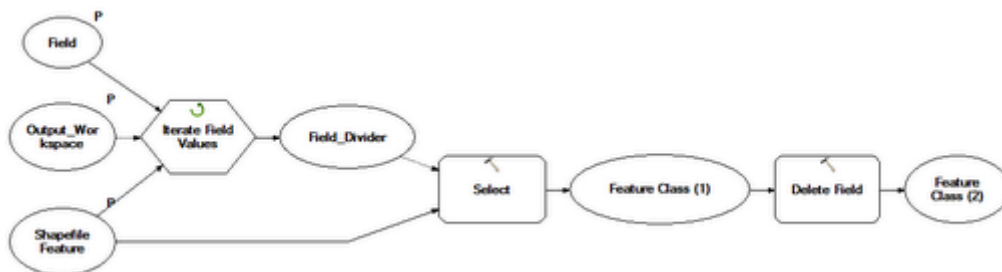 P
Field
P
Output_Wor
kspace
Iterate Field
Values
Field_Divider
P
Shapefile
Feature
Select
Feature Class (1)
Delete Field
Feature
Class (2)